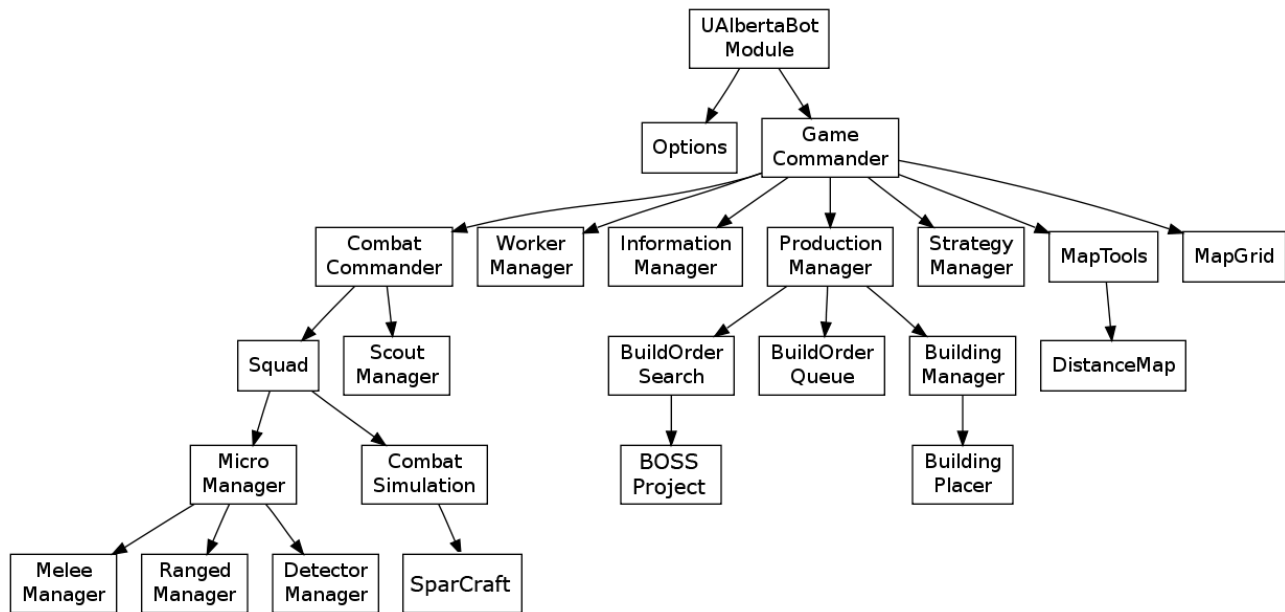 UAlbertaBot
Module
Options
Game
Commander
Combat
Commander
Worker
Manager
Information
Manager
Production
Manager
Strategy
Manager
MapTools
MapGrid
Squad
Scout
Manager
BuildOrder
Search
BuildOrder
Queue
Building
Manager
DistanceMap
Micro
Manager
Combat
Simulation
BOSS
Project
Building
Placer
Melee
Manager
Ranged
Manager
Detector
Manager
SparCraft